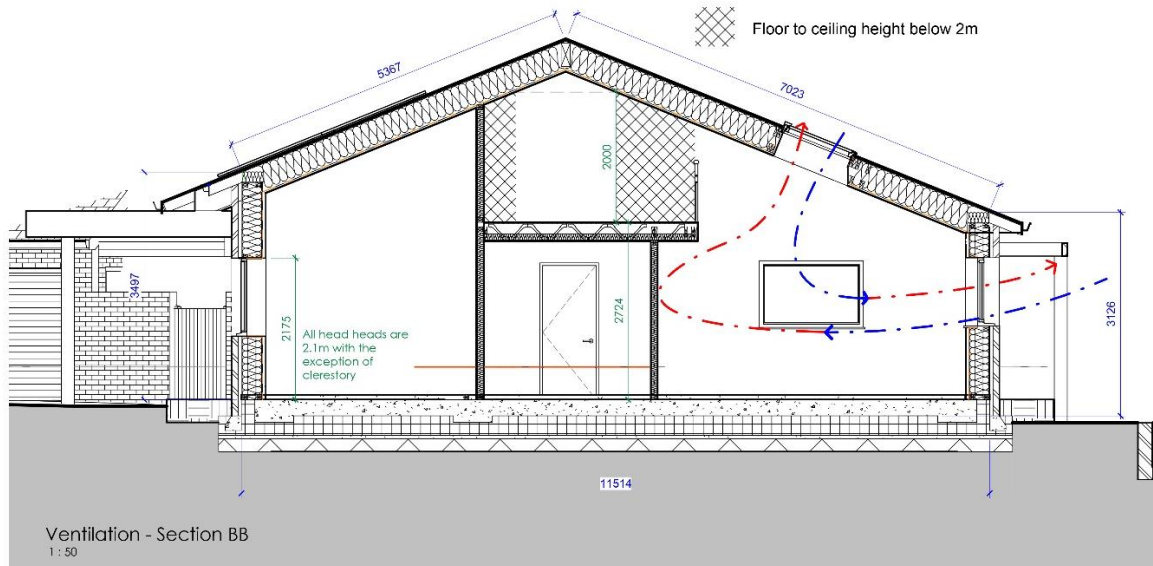 Floor to ceiling height below 2m
5367
7023
2000
3497
2175
All head heads are
2.1m with the
exception of
clerestory
2724
3126
11514
Ventilation - Section BB
1 : 50